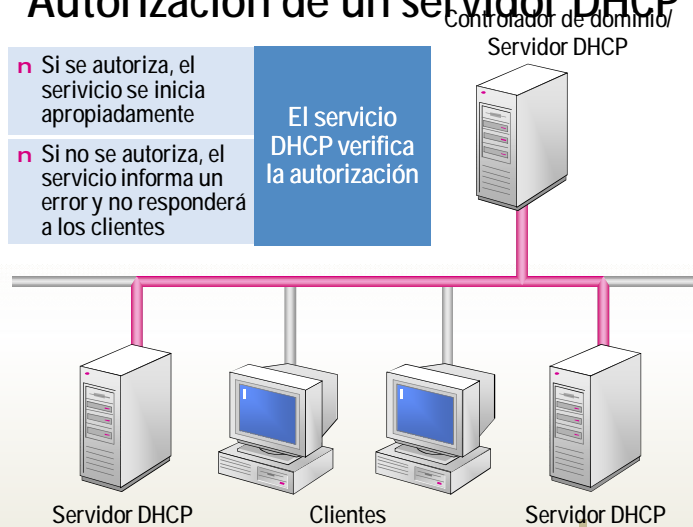 Autorización de un servidor DHCP
Controlador de dominio/
Servidor DHCP
n Si se autoriza, el
serivicio se inicia
apropiadamente
n Si no se autoriza, el
servicio informa un
error y no responderá
a los clientes
El servicio
DHCP verifica
la autorización
Servidor DHCP
Clientes
Servidor DHCP